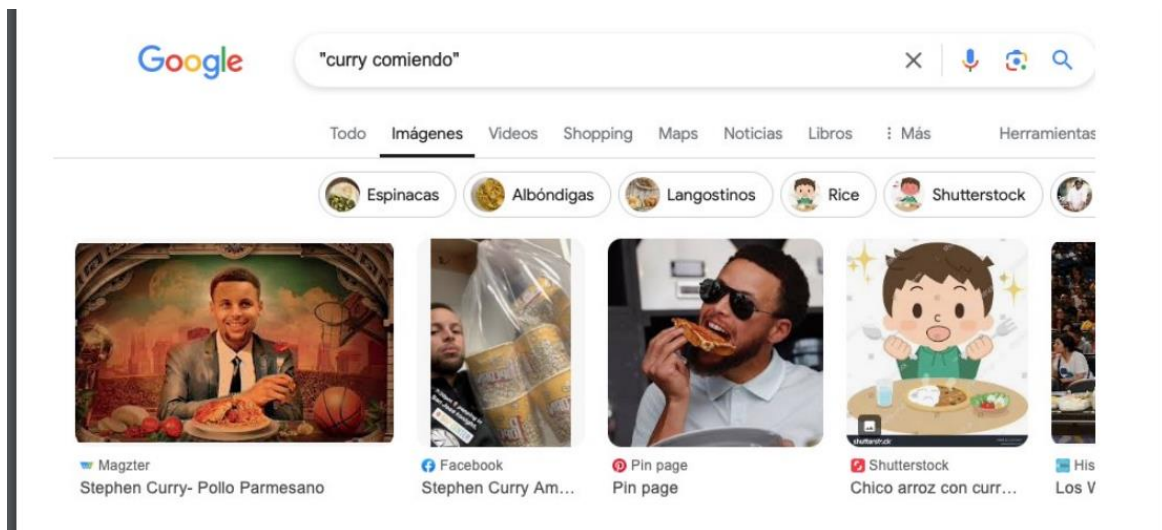 Google "curry comiendo"
Todo Imágenes Videos Shopping Maps Noticias Libros Más Herramientas
Espinacas Albóndigas Langostinos Rice Shutterstock
shutterstock
Magzter Facebook Pin page Shutterstock His
Stephen Curry- Pollo Parmesano Stephen Curry Am... Pin page Chico arroz con curr... Los V